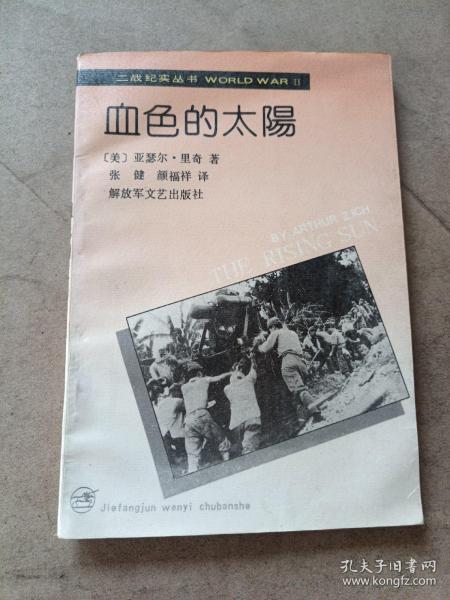 二战纪实丛书 WORLD WAR II
血色的太陽
〔美〕亚瑟尔·里奇 著
张 健 颜福祥 译
解放军文艺出版社
BY ARTHUR ZICH
THE RISING SUN
Jiefangjun wenyi chubanshe
孔夫子旧书网
www.kongfz.com